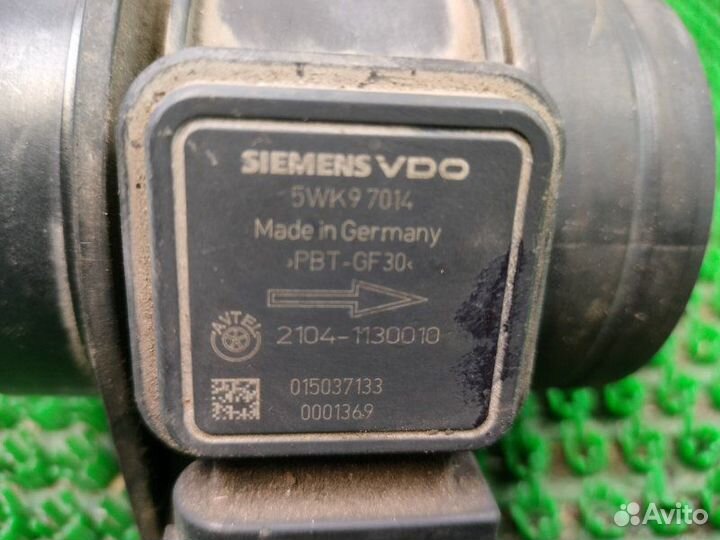 SIEMENS VDO
5WK9 7014
Made in Germany
›PBT-GF30‹
AVTEL
2104-1130010
015037133
0001369
Avito